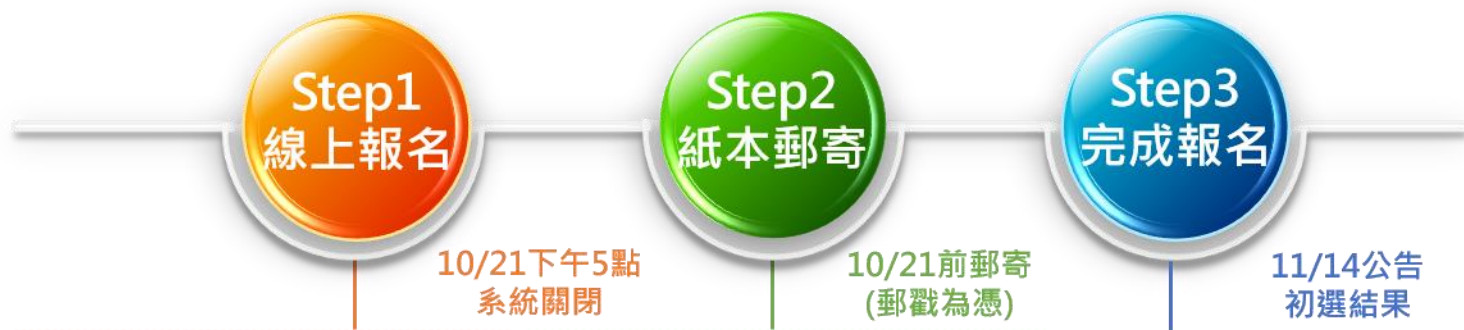 Step1
線上報名
Step2
紙本郵寄
Step3
完成報名
10/21下午5點
系統關閉
10/21前郵寄
(郵戳為憑)
11/14公告
初選結果